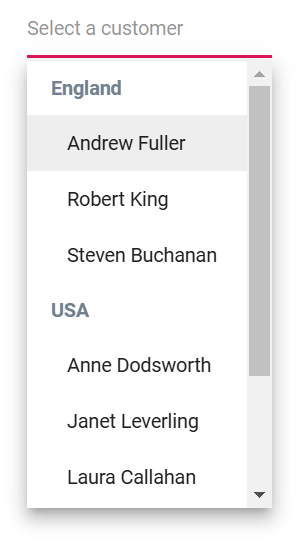 Select a customer
England
Andrew Fuller
Robert King
Steven Buchanan
USA
Anne Dodsworth
Janet Leverling
Laura Callahan